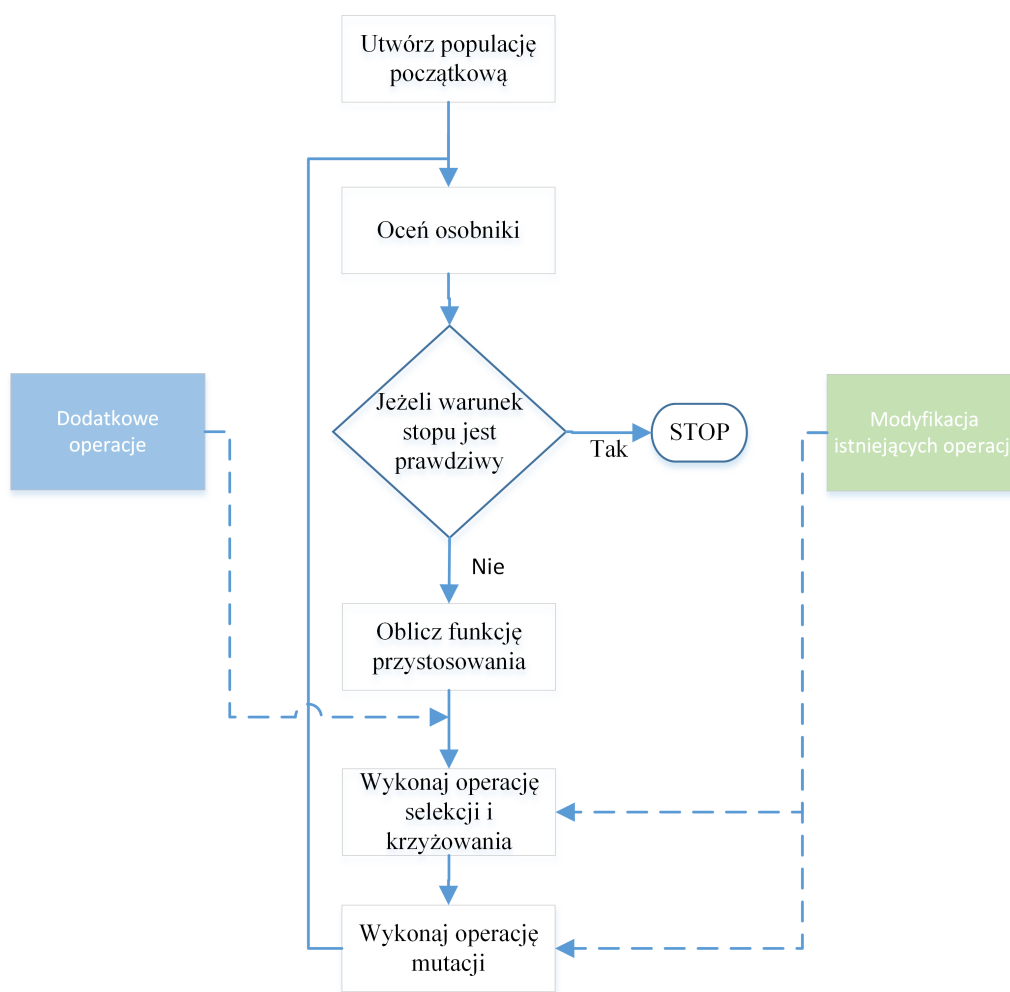 Utwórz populację
początkową
Oceń osobniki
Jeżeli warunek
stopu jest
prawdziwy
Tak
STOP
Dodatkowe
operacje
Modyfikacja
istniejących operacj
Nie
Oblicz funkcję
przystosowania
Wykonaj operację
selekcji i
krzyżowania
Wykonaj operację
mutacji